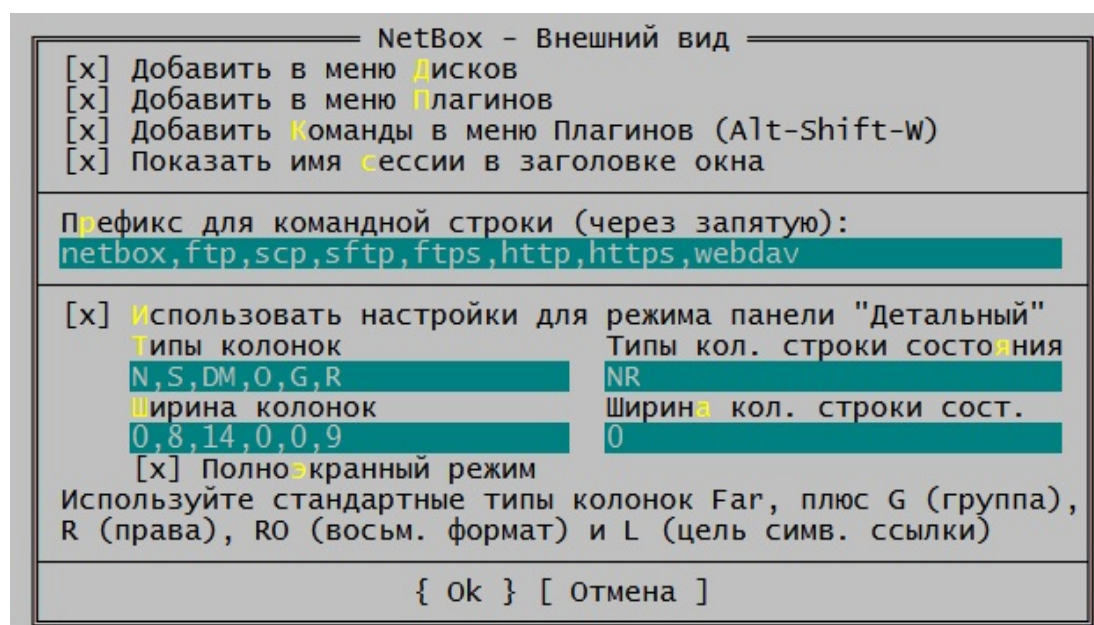 NetBox - Внешний вид
[x] Добавить в меню Дисков
[x] Добавить в меню Плагинов
[x] Добавить Команды в меню Плагинов (Alt-Shift-W)
[x] Показать имя сессии в заголовке окна
Префикс для командной строки (через запятую):
netbox,ftp,scp,sftp,ftps,http,https,webdav
[x] Использовать настройки для режима панели "Детальный"
Типы колонок Типы кол. строки состояния
N,S,DM,O,G,R NR
Ширина колонок Ширина кол. строки сост.
0,8,14,0,0,9 0
[x] Полноэкранный режим
Используйте стандартные типы колонок Far, плюс G (группа),
R (права), RO (восьм. формат) и L (цель симв. ссылки)
{ Ok } [ Отмена ]